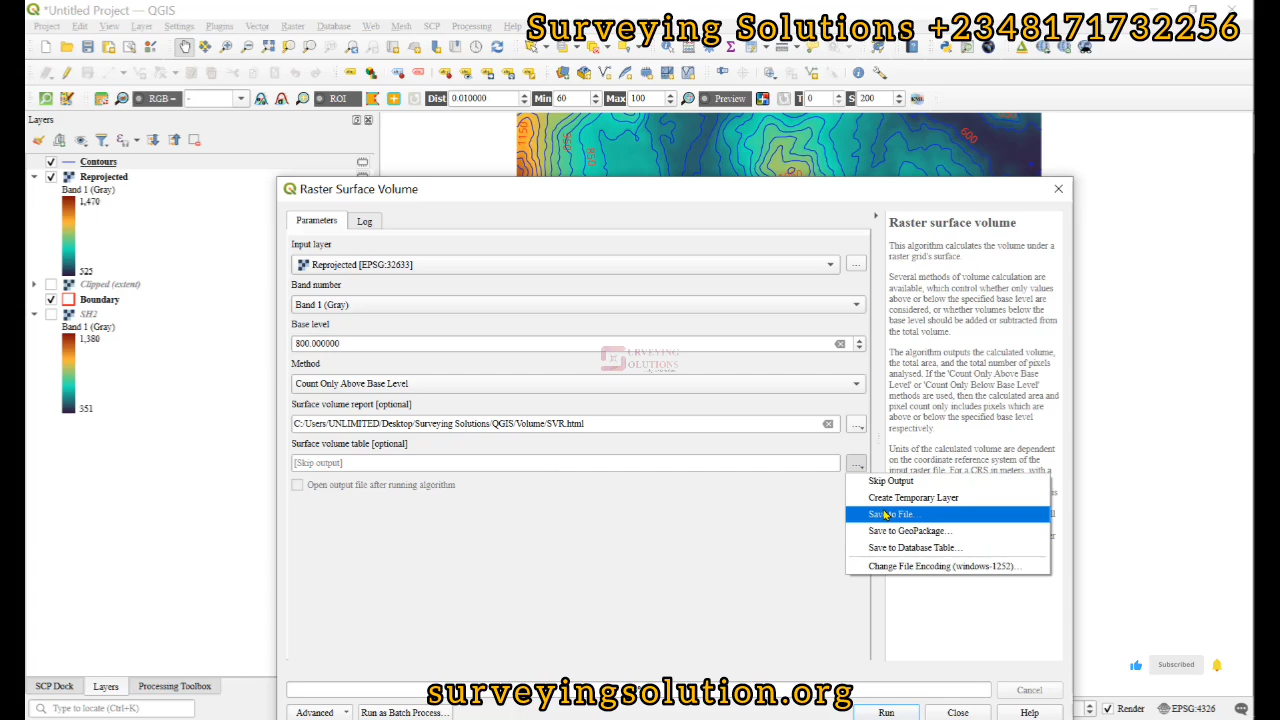 *Untitled Project — QGIS
Surveying Solutions +2348171732256
Project Edit View Layer Settings Plugins Vector Raster Database Web Mesh SCP Processing Help
RGB = - ROI Dist 0.010000 Min 60 Max 100 Preview T 0 S 200
Layers
Contours
Reprojected
Band 1 (Gray)
1,470
525
Clipped (extent)
Boundary
SH2
Band 1 (Gray)
1,380
351
1150
950
850
600
Raster Surface Volume
Parameters Log
Input layer
Reprojected [EPSG:32633]
...
Band number
Band 1 (Gray)
Base level
800.000000
Method
Count Only Above Base Level
Surface volume report [optional]
C:/Users/UNLIMITED/Desktop/Surveying Solutions/QGIS/Volume/SVR.html
...
Surface volume table [optional]
[Skip output]
...
Open output file after running algorithm
SURVEYING
SOLUTIONS
Raster surface volume
This algorithm calculates the volume under a
raster grid's surface.
Several methods of volume calculation are
available, which control whether only values
above or below the specified base level are
considered, or whether volumes below the
base level should be added or subtracted from
the total volume.
The algorithm outputs the calculated volume,
the total area, and the total number of pixels
analysed. If the 'Count Only Above Base
Level' or 'Count Only Below Base Level'
methods are used, then the calculated area and
pixel count only includes pixels which are
above or below the specified base level
respectively.
Units of the calculated volume are dependent
on the coordinate reference system of the
input raster file. For a CRS in meters, with a
Skip Output
Create Temporary Layer
Save to File...
Save to GeoPackage...
Save to Database Table...
Change File Encoding (windows-1252)...
Subscribed
SCP Dock Layers Processing Toolbox
surveyingsolution.org
Cancel
Type to locate (Ctrl+K)
Advanced Run as Batch Process... Run Close Help
Render EPSG:4326